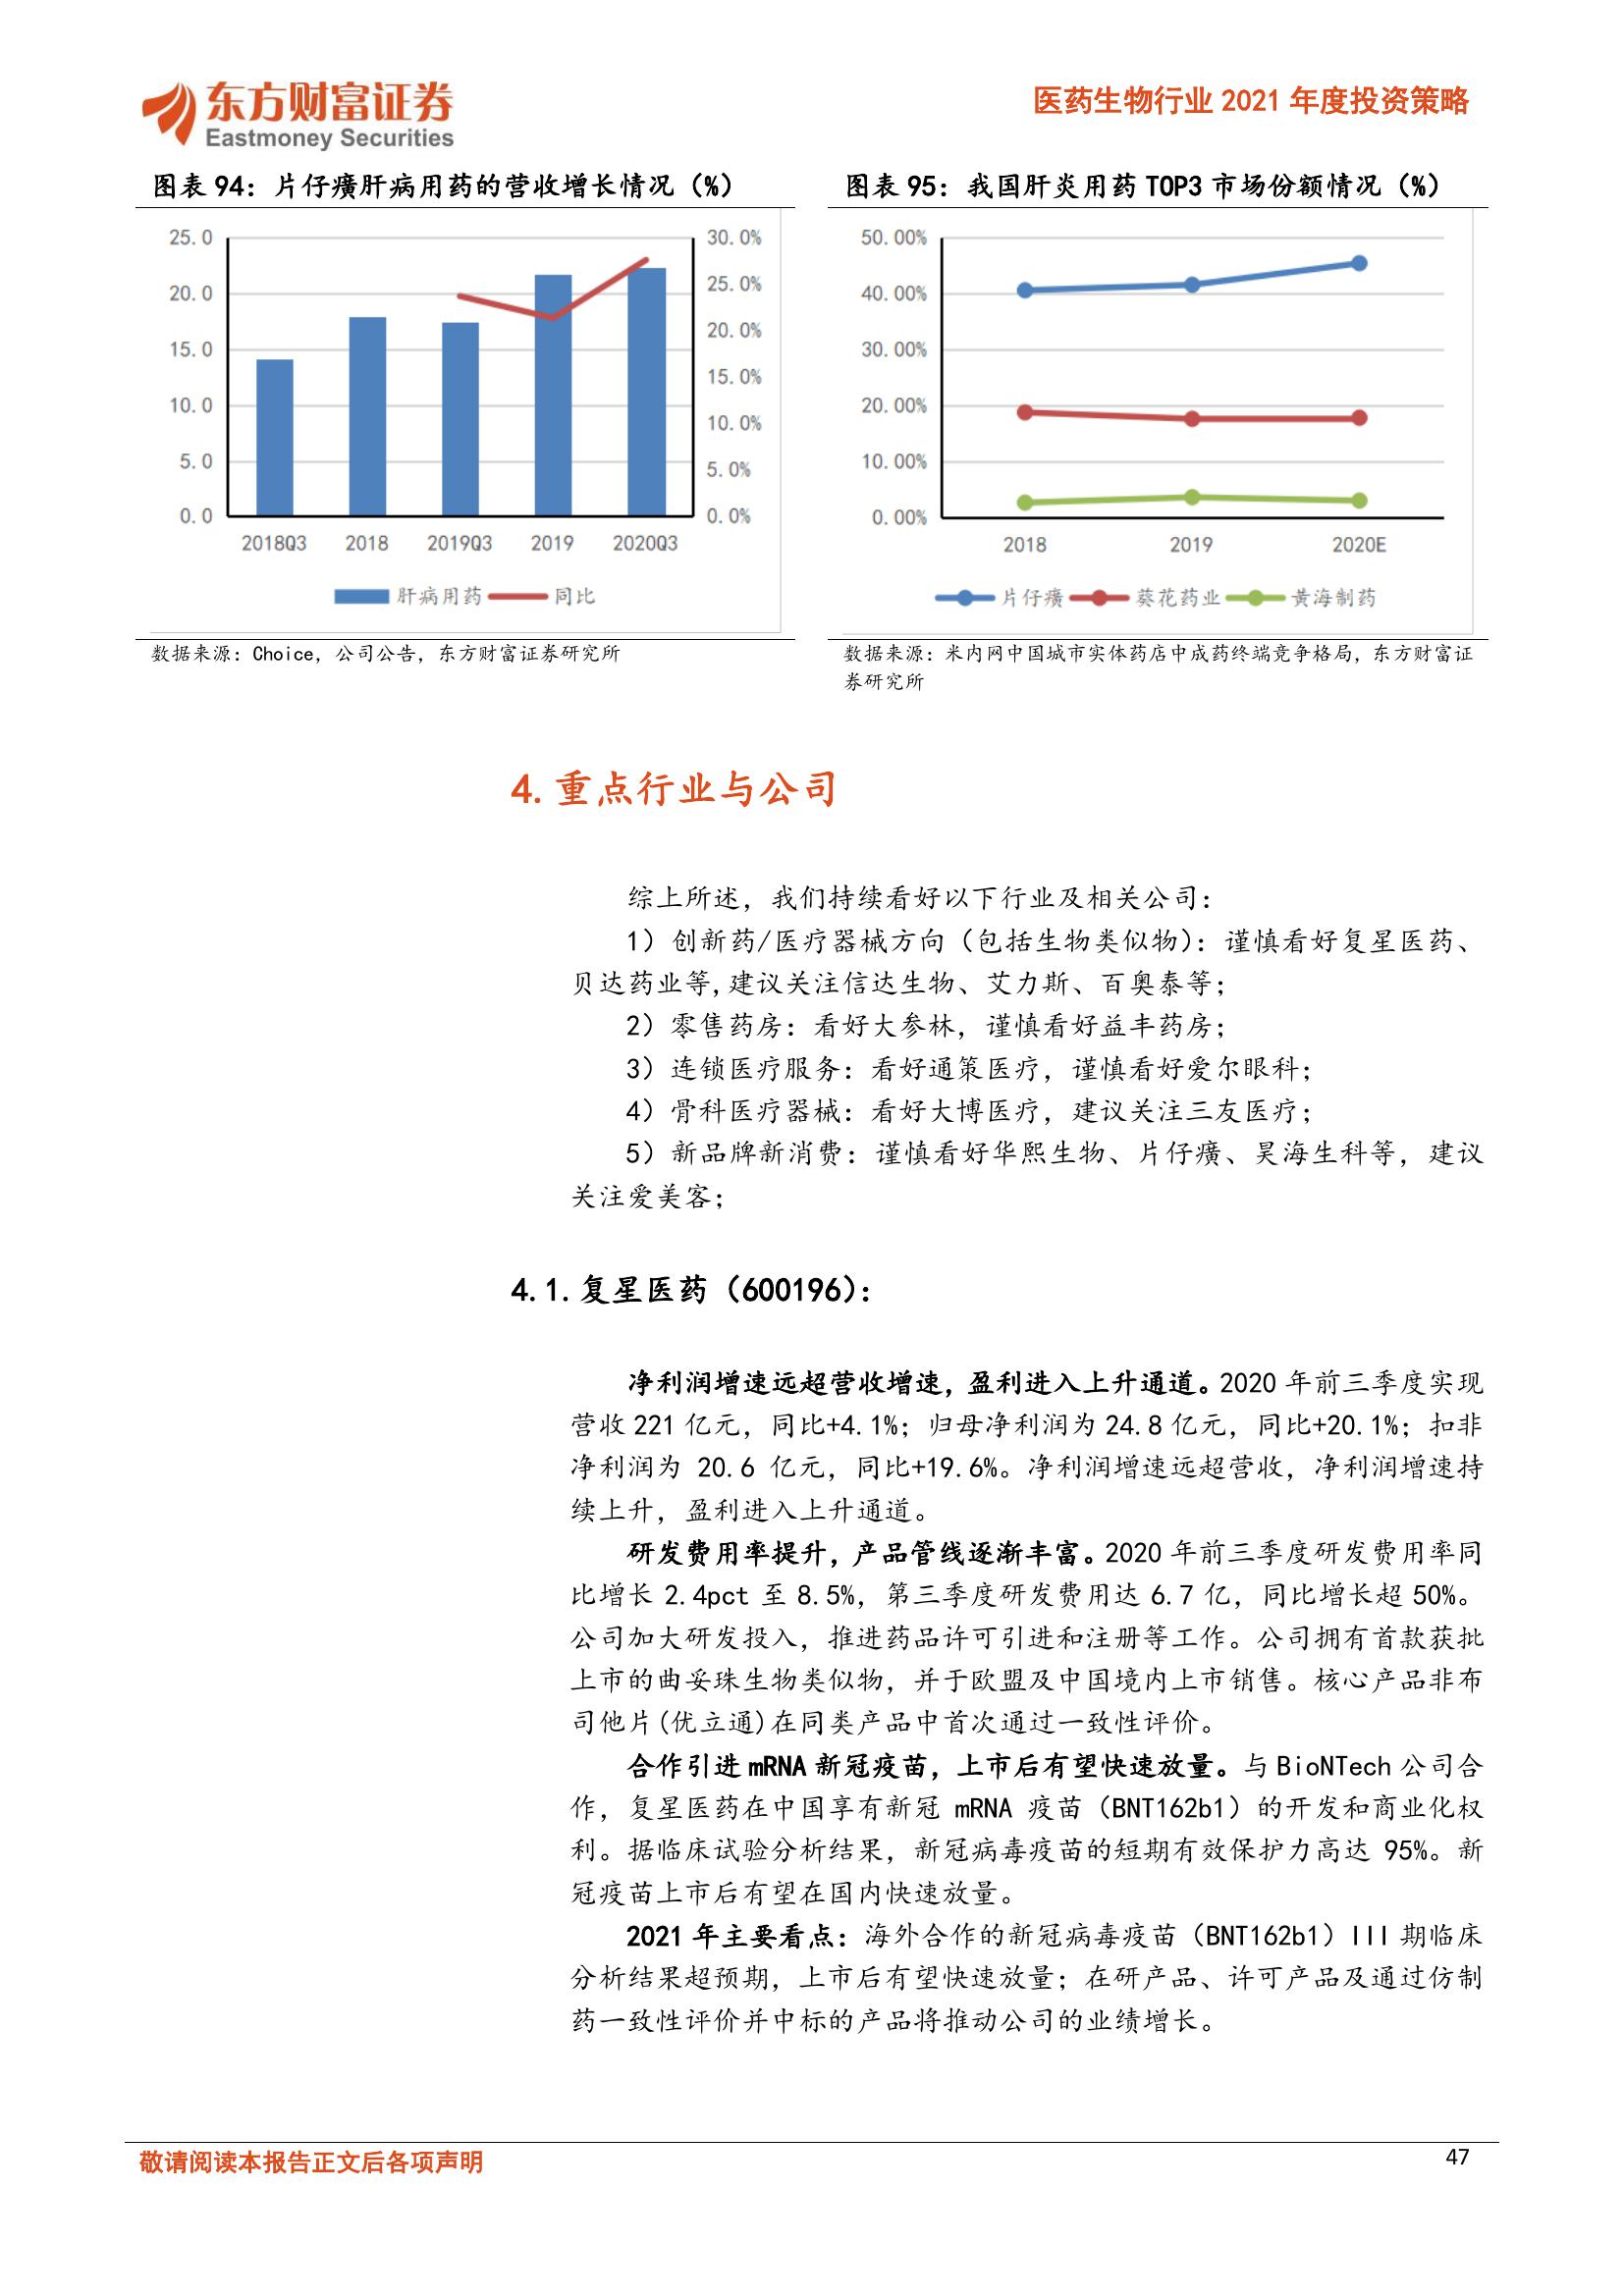 东方财富证券
Eastmoney Securities
医药生物行业 2021 年度投资策略
图表 94：片仔癀肝病用药的营收增长情况（%）
25.0
20.0
15.0
10.0
5.0
0.0
30.0%
25.0%
20.0%
15.0%
10.0%
5.0%
0.0%
2018Q3 2018 2019Q3 2019 2020Q3
肝病用药 同比
数据来源：Choice，公司公告，东方财富证券研究所
图表 95：我国肝炎用药 TOP3 市场份额情况（%）
50.00%
40.00%
30.00%
20.00%
10.00%
0.00%
2018 2019 2020E
片仔癀 葵花药业 黄海制药
数据来源：米内网中国城市实体药店中成药终端竞争格局，东方财富证
券研究所
4.重点行业与公司
综上所述，我们持续看好以下行业及相关公司：
1）创新药/医疗器械方向（包括生物类似物）：谨慎看好复星医药、
贝达药业等,建议关注信达生物、艾力斯、百奥泰等；
2）零售药房：看好大参林，谨慎看好益丰药房；
3）连锁医疗服务：看好通策医疗，谨慎看好爱尔眼科；
4）骨科医疗器械：看好大博医疗，建议关注三友医疗；
5）新品牌新消费：谨慎看好华熙生物、片仔癀、昊海生科等，建议
关注爱美客；
4.1.复星医药（600196）：
净利润增速远超营收增速，盈利进入上升通道。2020 年前三季度实现
营收 221 亿元，同比+4.1%；归母净利润为 24.8 亿元，同比+20.1%；扣非
净利润为 20.6 亿元，同比+19.6%。净利润增速远超营收，净利润增速持
续上升，盈利进入上升通道。
研发费用率提升，产品管线逐渐丰富。2020 年前三季度研发费用率同
比增长 2.4pct 至 8.5%，第三季度研发费用达 6.7 亿，同比增长超 50%。
公司加大研发投入，推进药品许可引进和注册等工作。公司拥有首款获批
上市的曲妥珠生物类似物，并于欧盟及中国境内上市销售。核心产品非布
司他片(优立通)在同类产品中首次通过一致性评价。
合作引进 mRNA 新冠疫苗，上市后有望快速放量。与 BioNTech 公司合
作，复星医药在中国享有新冠 mRNA 疫苗（BNT162b1）的开发和商业化权
利。据临床试验分析结果，新冠病毒疫苗的短期有效保护力高达 95%。新
冠疫苗上市后有望在国内快速放量。
2021 年主要看点：海外合作的新冠病毒疫苗（BNT162b1）III 期临床
分析结果超预期，上市后有望快速放量；在研产品、许可产品及通过仿制
药一致性评价并中标的产品将推动公司的业绩增长。
敬请阅读本报告正文后各项声明
47